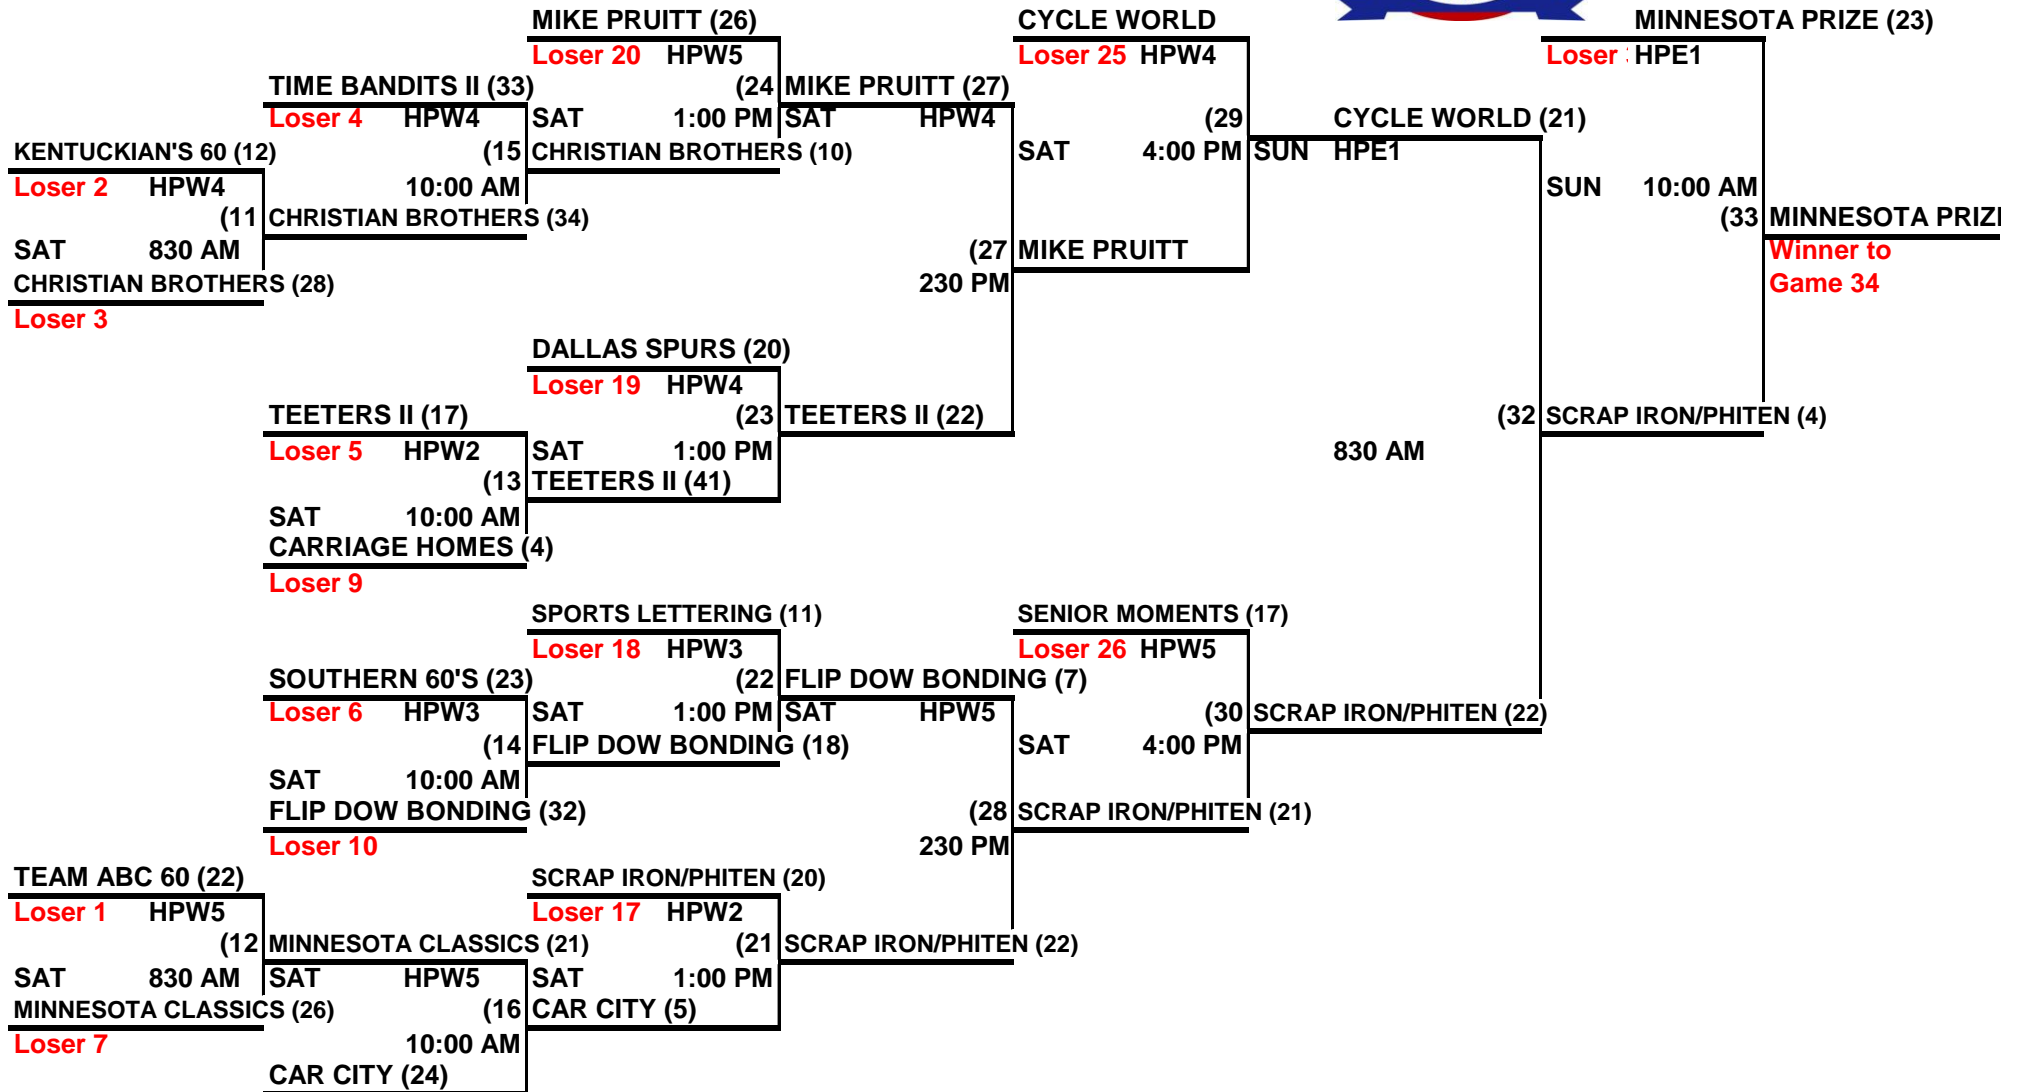 MIKE PRUITT (26) CYCLE WORLD MINNESOTA PRIZE (23)
Loser 20 HPW5 Loser 25 HPW4 Loser HPE1
TIME BANDITS II (33) (24 MIKE PRUITT (27)
Loser 4 HPW4 SAT 1:00 PM SAT HPW4 (29 CYCLE WORLD (21)
KENTUCKIAN'S 60 (12) (15 CHRISTIAN BROTHERS (10) SAT 4:00 PM SUN HPE1
Loser 2 HPW4 10:00 AM SUN 10:00 AM
(11 CHRISTIAN BROTHERS (34) (33 MINNESOTA PRIZ
SAT 830 AM (27 MIKE PRUITT Winner to
CHRISTIAN BROTHERS (28) 230 PM Game 34
Loser 3
DALLAS SPURS (20)
Loser 19 HPW4
TEETERS II (17) (23 TEETERS II (22) (32 SCRAP IRON/PHITEN (4)
Loser 5 HPW2 SAT 1:00 PM 830 AM
(13 TEETERS II (41)
SAT 10:00 AM
CARRIAGE HOMES (4)
Loser 9
SPORTS LETTERING (11) SENIOR MOMENTS (17)
Loser 18 HPW3 Loser 26 HPW5
SOUTHERN 60'S (23) (22 FLIP DOW BONDING (7)
Loser 6 HPW3 SAT 1:00 PM SAT HPW5 (30 SCRAP IRON/PHITEN (22)
(14 FLIP DOW BONDING (18) SAT 4:00 PM
SAT 10:00 AM
FLIP DOW BONDING (32) (28 SCRAP IRON/PHITEN (21)
Loser 10 230 PM
TEAM ABC 60 (22) SCRAP IRON/PHITEN (20)
Loser 1 HPW5 Loser 17 HPW2
(12 MINNESOTA CLASSICS (21) (21 SCRAP IRON/PHITEN (22)
SAT 830 AM SAT HPW5 SAT 1:00 PM
MINNESOTA CLASSICS (26) (16 CAR CITY (5)
Loser 7 10:00 AM
CAR CITY (24)